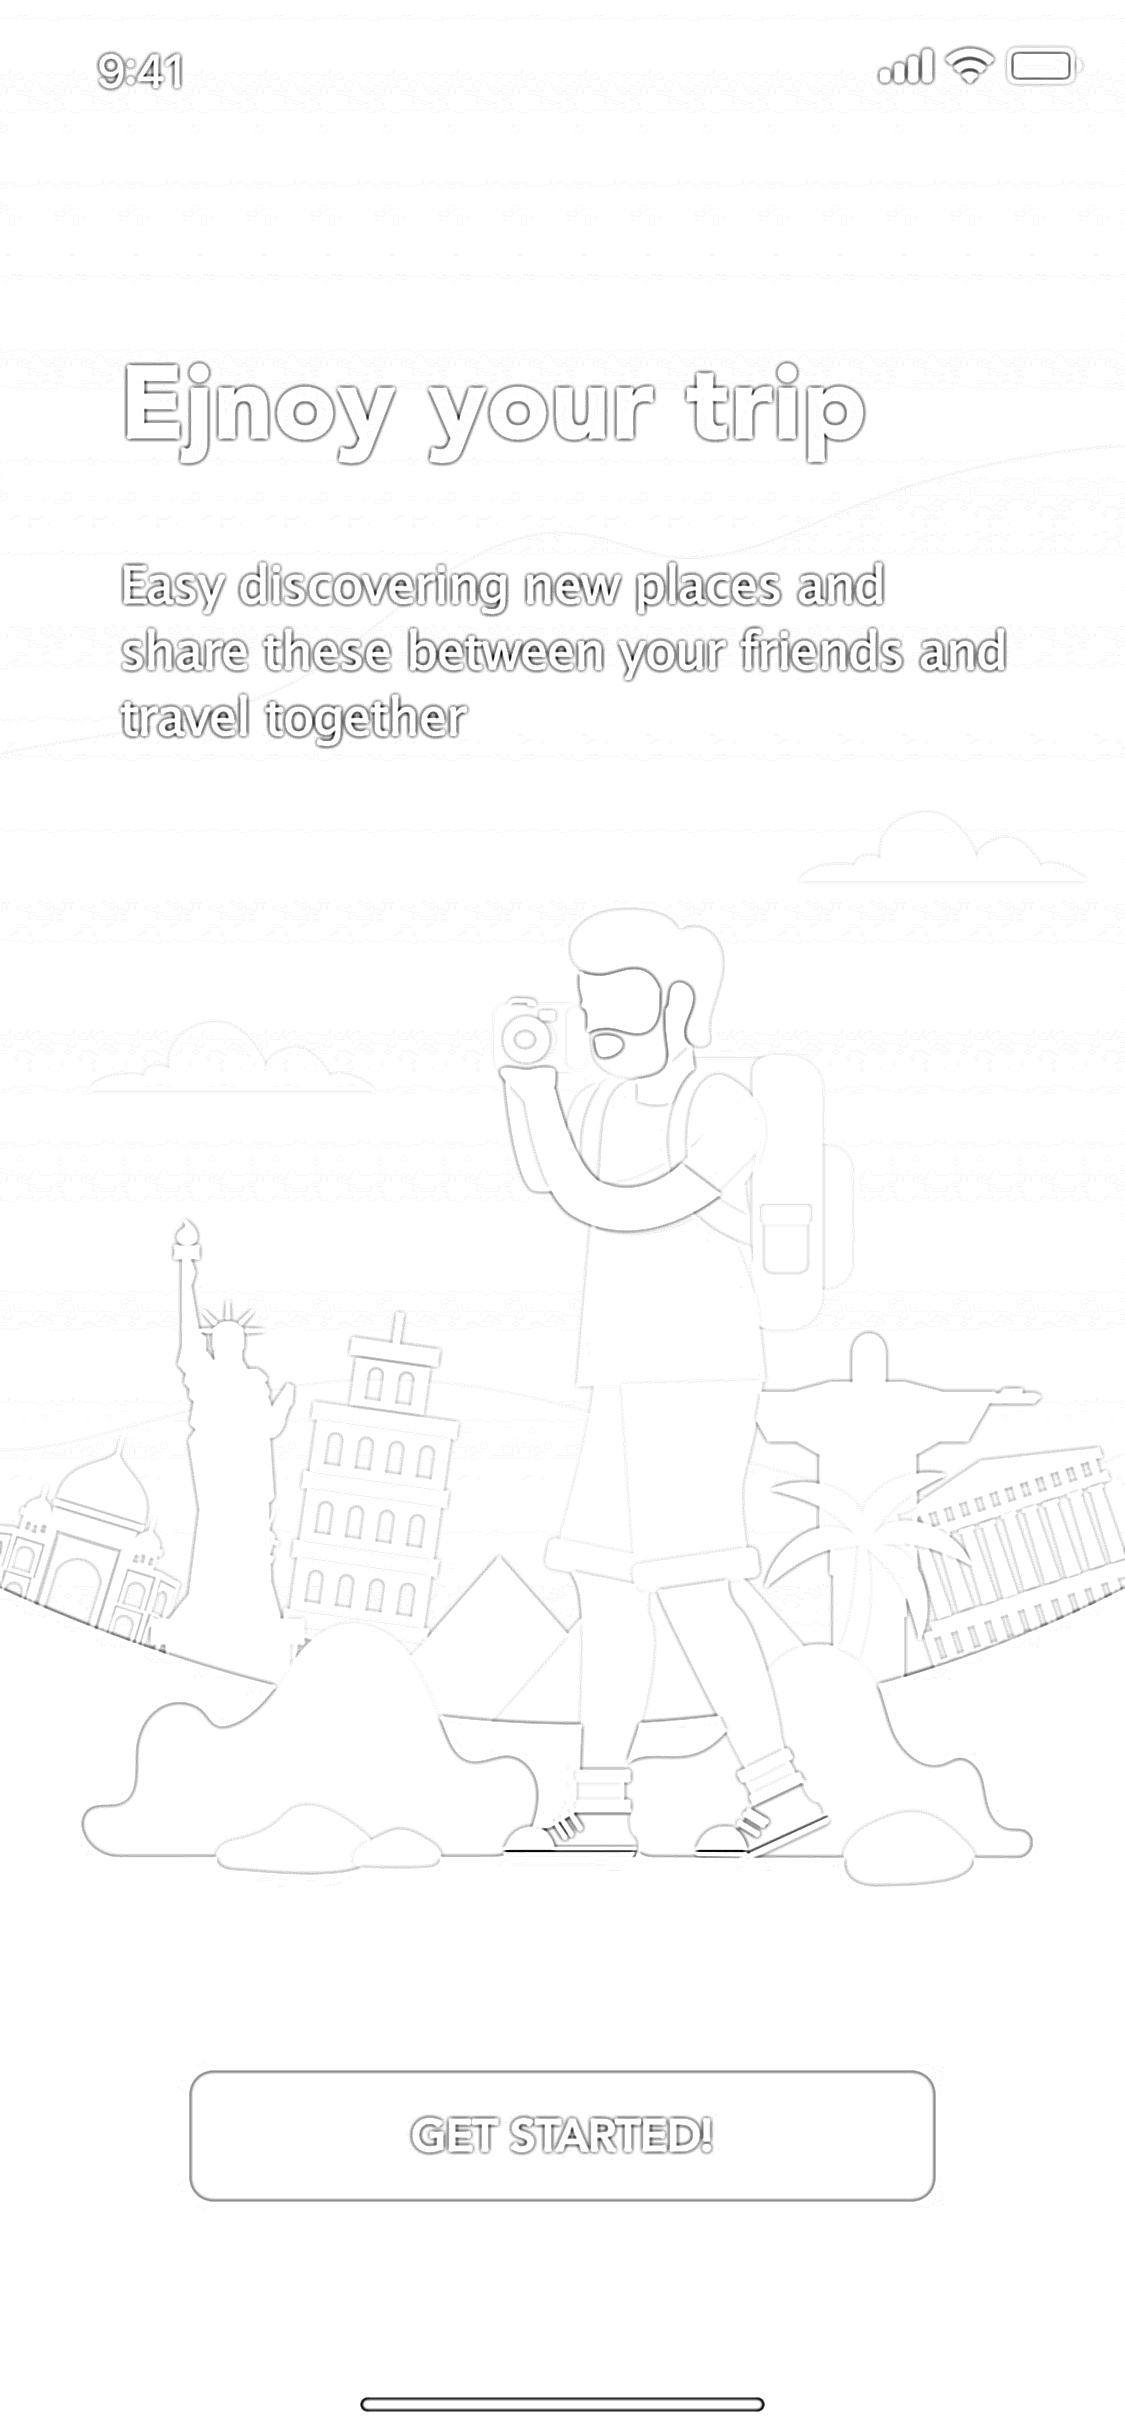 9:41
Ejnoy your trip
Easy discovering new places and
share these between your friends and
travel together
GET STARTED!